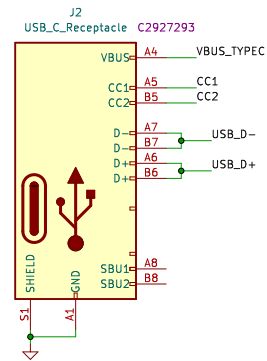 J2
USB_C_Receptacle C2927293
VBUS A4 VBUS_TYPEC
CC1 A5 CC1
CC2 B5 CC2
D- A7
USB_D-
D- B7
D+ A6
USB_D+
D+ B6
SBU1 A8
SBU2 B8
SHIELD
GND
S1
A1